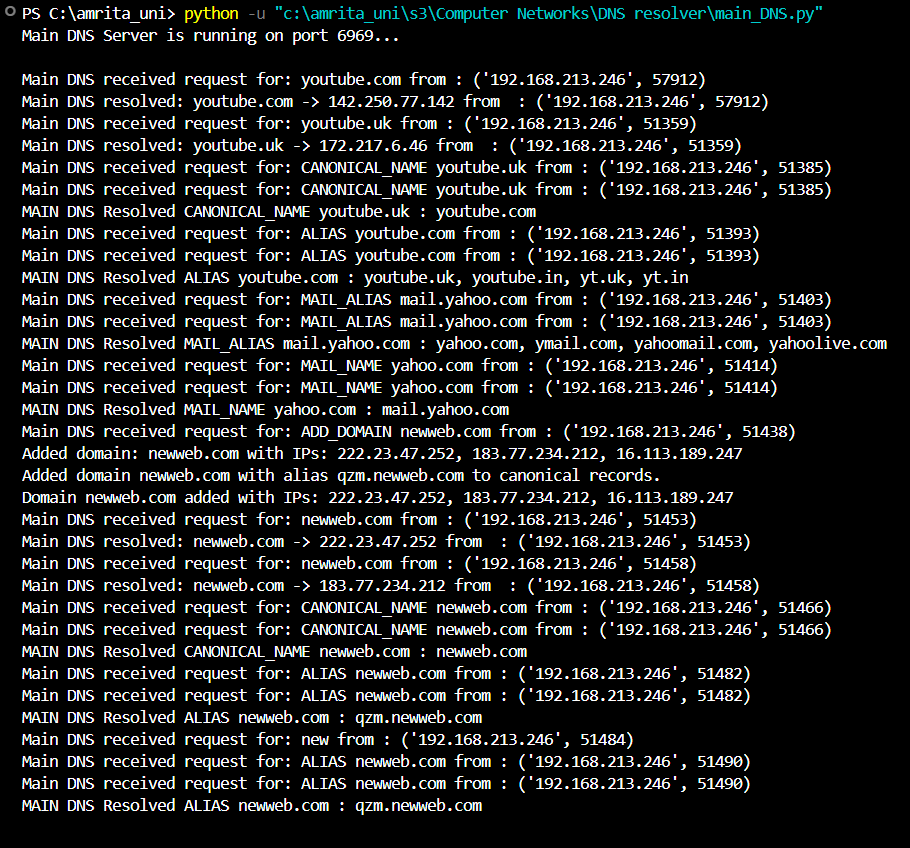 PS C:\amrita_uni> python -u "c:\amrita_uni\s3\Computer Networks\DNS resolver\main_DNS.py"
Main DNS Server is running on port 6969...
Main DNS received request for: youtube.com from : ('192.168.213.246', 57912)
Main DNS resolved: youtube.com -> 142.250.77.142 from  : ('192.168.213.246', 57912)
Main DNS received request for: youtube.uk from : ('192.168.213.246', 51359)
Main DNS resolved: youtube.uk -> 172.217.6.46 from  : ('192.168.213.246', 51359)
Main DNS received request for: CANONICAL_NAME youtube.uk from : ('192.168.213.246', 51385)
Main DNS received request for: CANONICAL_NAME youtube.uk from : ('192.168.213.246', 51385)
MAIN DNS Resolved CANONICAL_NAME youtube.uk : youtube.com
Main DNS received request for: ALIAS youtube.com from : ('192.168.213.246', 51393)
Main DNS received request for: ALIAS youtube.com from : ('192.168.213.246', 51393)
MAIN DNS Resolved ALIAS youtube.com : youtube.uk, youtube.in, yt.uk, yt.in
Main DNS received request for: MAIL_ALIAS mail.yahoo.com from : ('192.168.213.246', 51403)
Main DNS received request for: MAIL_ALIAS mail.yahoo.com from : ('192.168.213.246', 51403)
MAIN DNS Resolved MAIL_ALIAS mail.yahoo.com : yahoo.com, ymail.com, yahoomail.com, yahoolive.com
Main DNS received request for: MAIL_NAME yahoo.com from : ('192.168.213.246', 51414)
Main DNS received request for: MAIL_NAME yahoo.com from : ('192.168.213.246', 51414)
MAIN DNS Resolved MAIL_NAME yahoo.com : mail.yahoo.com
Main DNS received request for: ADD_DOMAIN newweb.com from : ('192.168.213.246', 51438)
Added domain: newweb.com with IPs: 222.23.47.252, 183.77.234.212, 16.113.189.247
Added domain newweb.com with alias qzm.newweb.com to canonical records.
Domain newweb.com added with IPs: 222.23.47.252, 183.77.234.212, 16.113.189.247
Main DNS received request for: newweb.com from : ('192.168.213.246', 51453)
Main DNS resolved: newweb.com -> 222.23.47.252 from  : ('192.168.213.246', 51453)
Main DNS received request for: newweb.com from : ('192.168.213.246', 51458)
Main DNS resolved: newweb.com -> 183.77.234.212 from  : ('192.168.213.246', 51458)
Main DNS received request for: CANONICAL_NAME newweb.com from : ('192.168.213.246', 51466)
Main DNS received request for: CANONICAL_NAME newweb.com from : ('192.168.213.246', 51466)
MAIN DNS Resolved CANONICAL_NAME newweb.com : newweb.com
Main DNS received request for: ALIAS newweb.com from : ('192.168.213.246', 51482)
Main DNS received request for: ALIAS newweb.com from : ('192.168.213.246', 51482)
MAIN DNS Resolved ALIAS newweb.com : qzm.newweb.com
Main DNS received request for: new from : ('192.168.213.246', 51484)
Main DNS received request for: ALIAS newweb.com from : ('192.168.213.246', 51490)
Main DNS received request for: ALIAS newweb.com from : ('192.168.213.246', 51490)
MAIN DNS Resolved ALIAS newweb.com : qzm.newweb.com